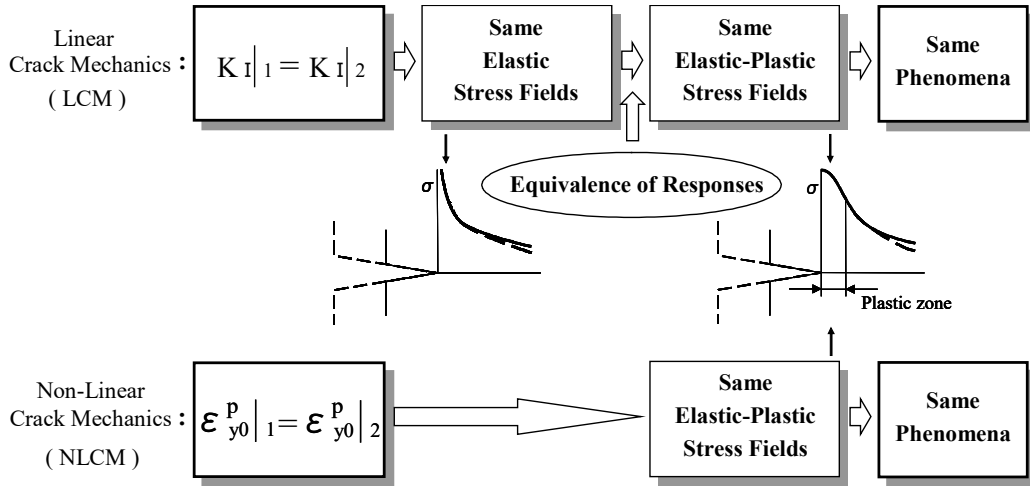 Linear
Crack Mechanics :
( LCM )
K I|1 = K I|2
Same
Elastic
Stress Fields
Same
Elastic-Plastic
Stress Fields
Same
Phenomena
Equivalence of Responses
σ
σ
Plastic zone
Non-Linear
Crack Mechanics :
( NLCM )
ε p y0|1 = ε p y0|2
Same
Elastic-Plastic
Stress Fields
Same
Phenomena